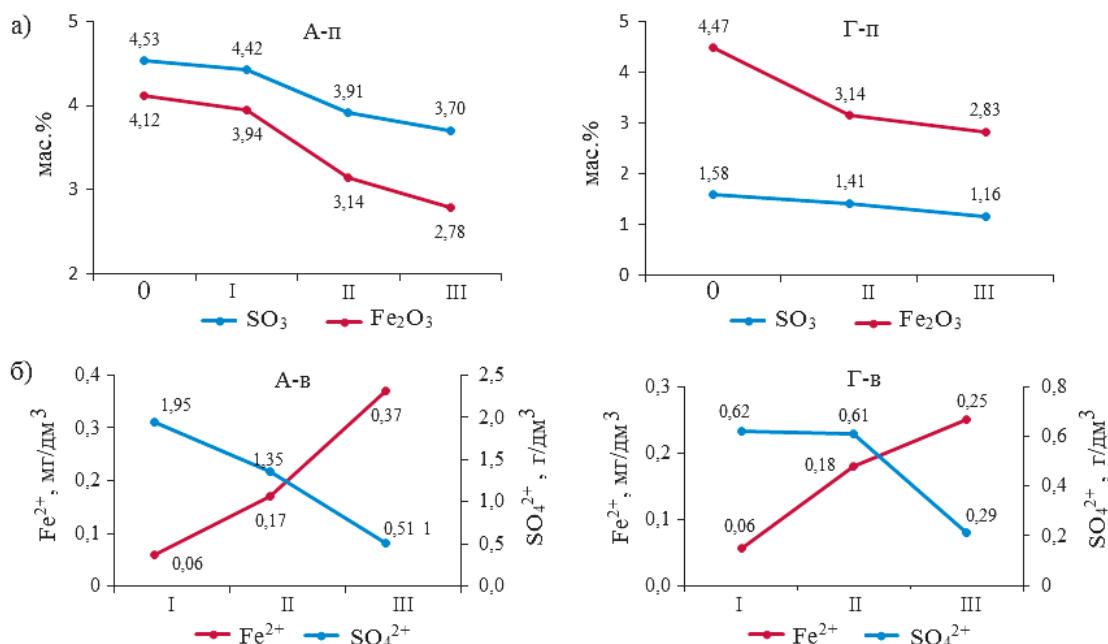 а)
А-п
мас.%
5
4
3
2
4,53
4,42
3,91
3,70
4,12
3,94
3,14
2,78
0
I
II
III
SO₃
Fe₂O₃
Г-п
мас.%
5
4
3
2
1
0
4,47
3,14
2,83
1,58
1,41
1,16
0
II
III
SO₃
Fe₂O₃
б)
А-в
Fe²⁺, мг/дм³
0,4
0,3
0,2
0,1
0
1,95
1,35
0,51 1
0,06
0,17
0,37
2,5
2,0
1,5
1,0
0,5
0,0
SO₄²⁺, г/дм³
I
II
III
Fe²⁺
SO₄²⁺
Г-в
Fe²⁺, мг/дм³
0,3
0,2
0,1
0,0
0,62
0,61
0,25
0,06
0,18
0,29
0,8
0,6
0,4
0,2
0
SO₄²⁺, г/дм³
I
II
III
Fe²⁺
SO₄²⁺